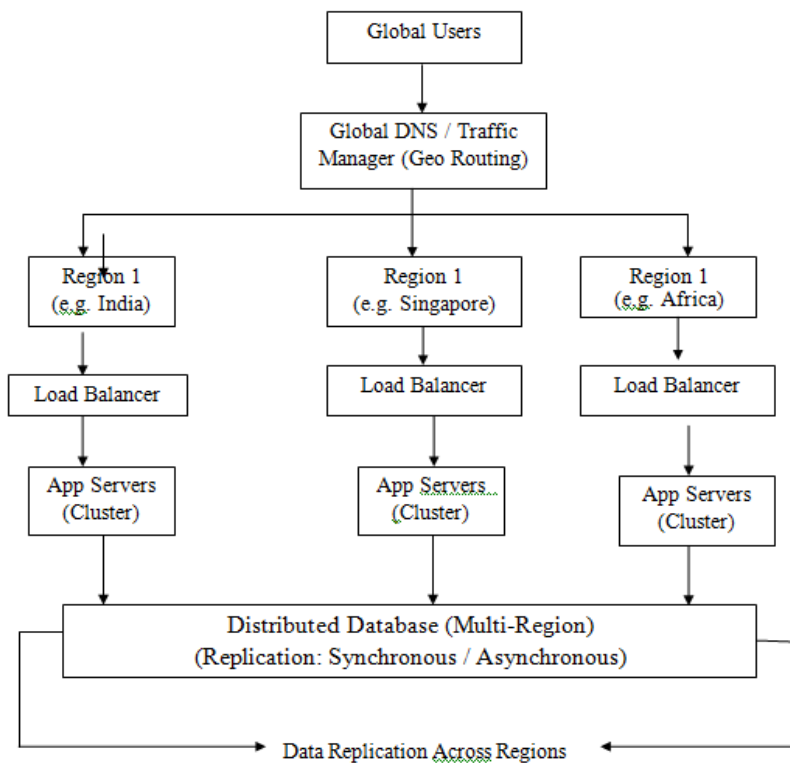 Global Users
Global DNS / Traffic
Manager (Geo Routing)
Region 1
(e.g. India)
Region 1
(e.g. Singapore)
Region 1
(e.g. Africa)
Load Balancer
Load Balancer
Load Balancer
App Servers
(Cluster)
App Servers
(Cluster)
App Servers
(Cluster)
Distributed Database (Multi-Region)
(Replication: Synchronous / Asynchronous)
Data Replication Across Regions